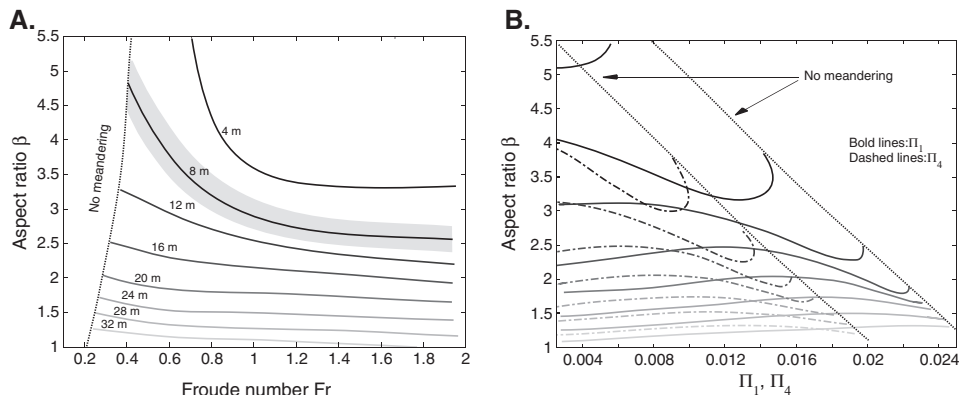 A.
Aspect ratio β
5.5
5
4.5
4
3.5
3
2.5
2
1.5
1
No meandering
4 m
8 m
12 m
16 m
20 m
24 m
28 m
32 m
0.2 0.4 0.6 0.8 1 1.2 1.4 1.6 1.8 2
Froude number Fr
B.
Aspect ratio β
5.5
5
4.5
4
3.5
3
2.5
2
1.5
1
No meandering
Bold lines:Π1
Dashed lines:Π4
0.004 0.008 0.012 0.016 0.02 0.024
Π1, Π4